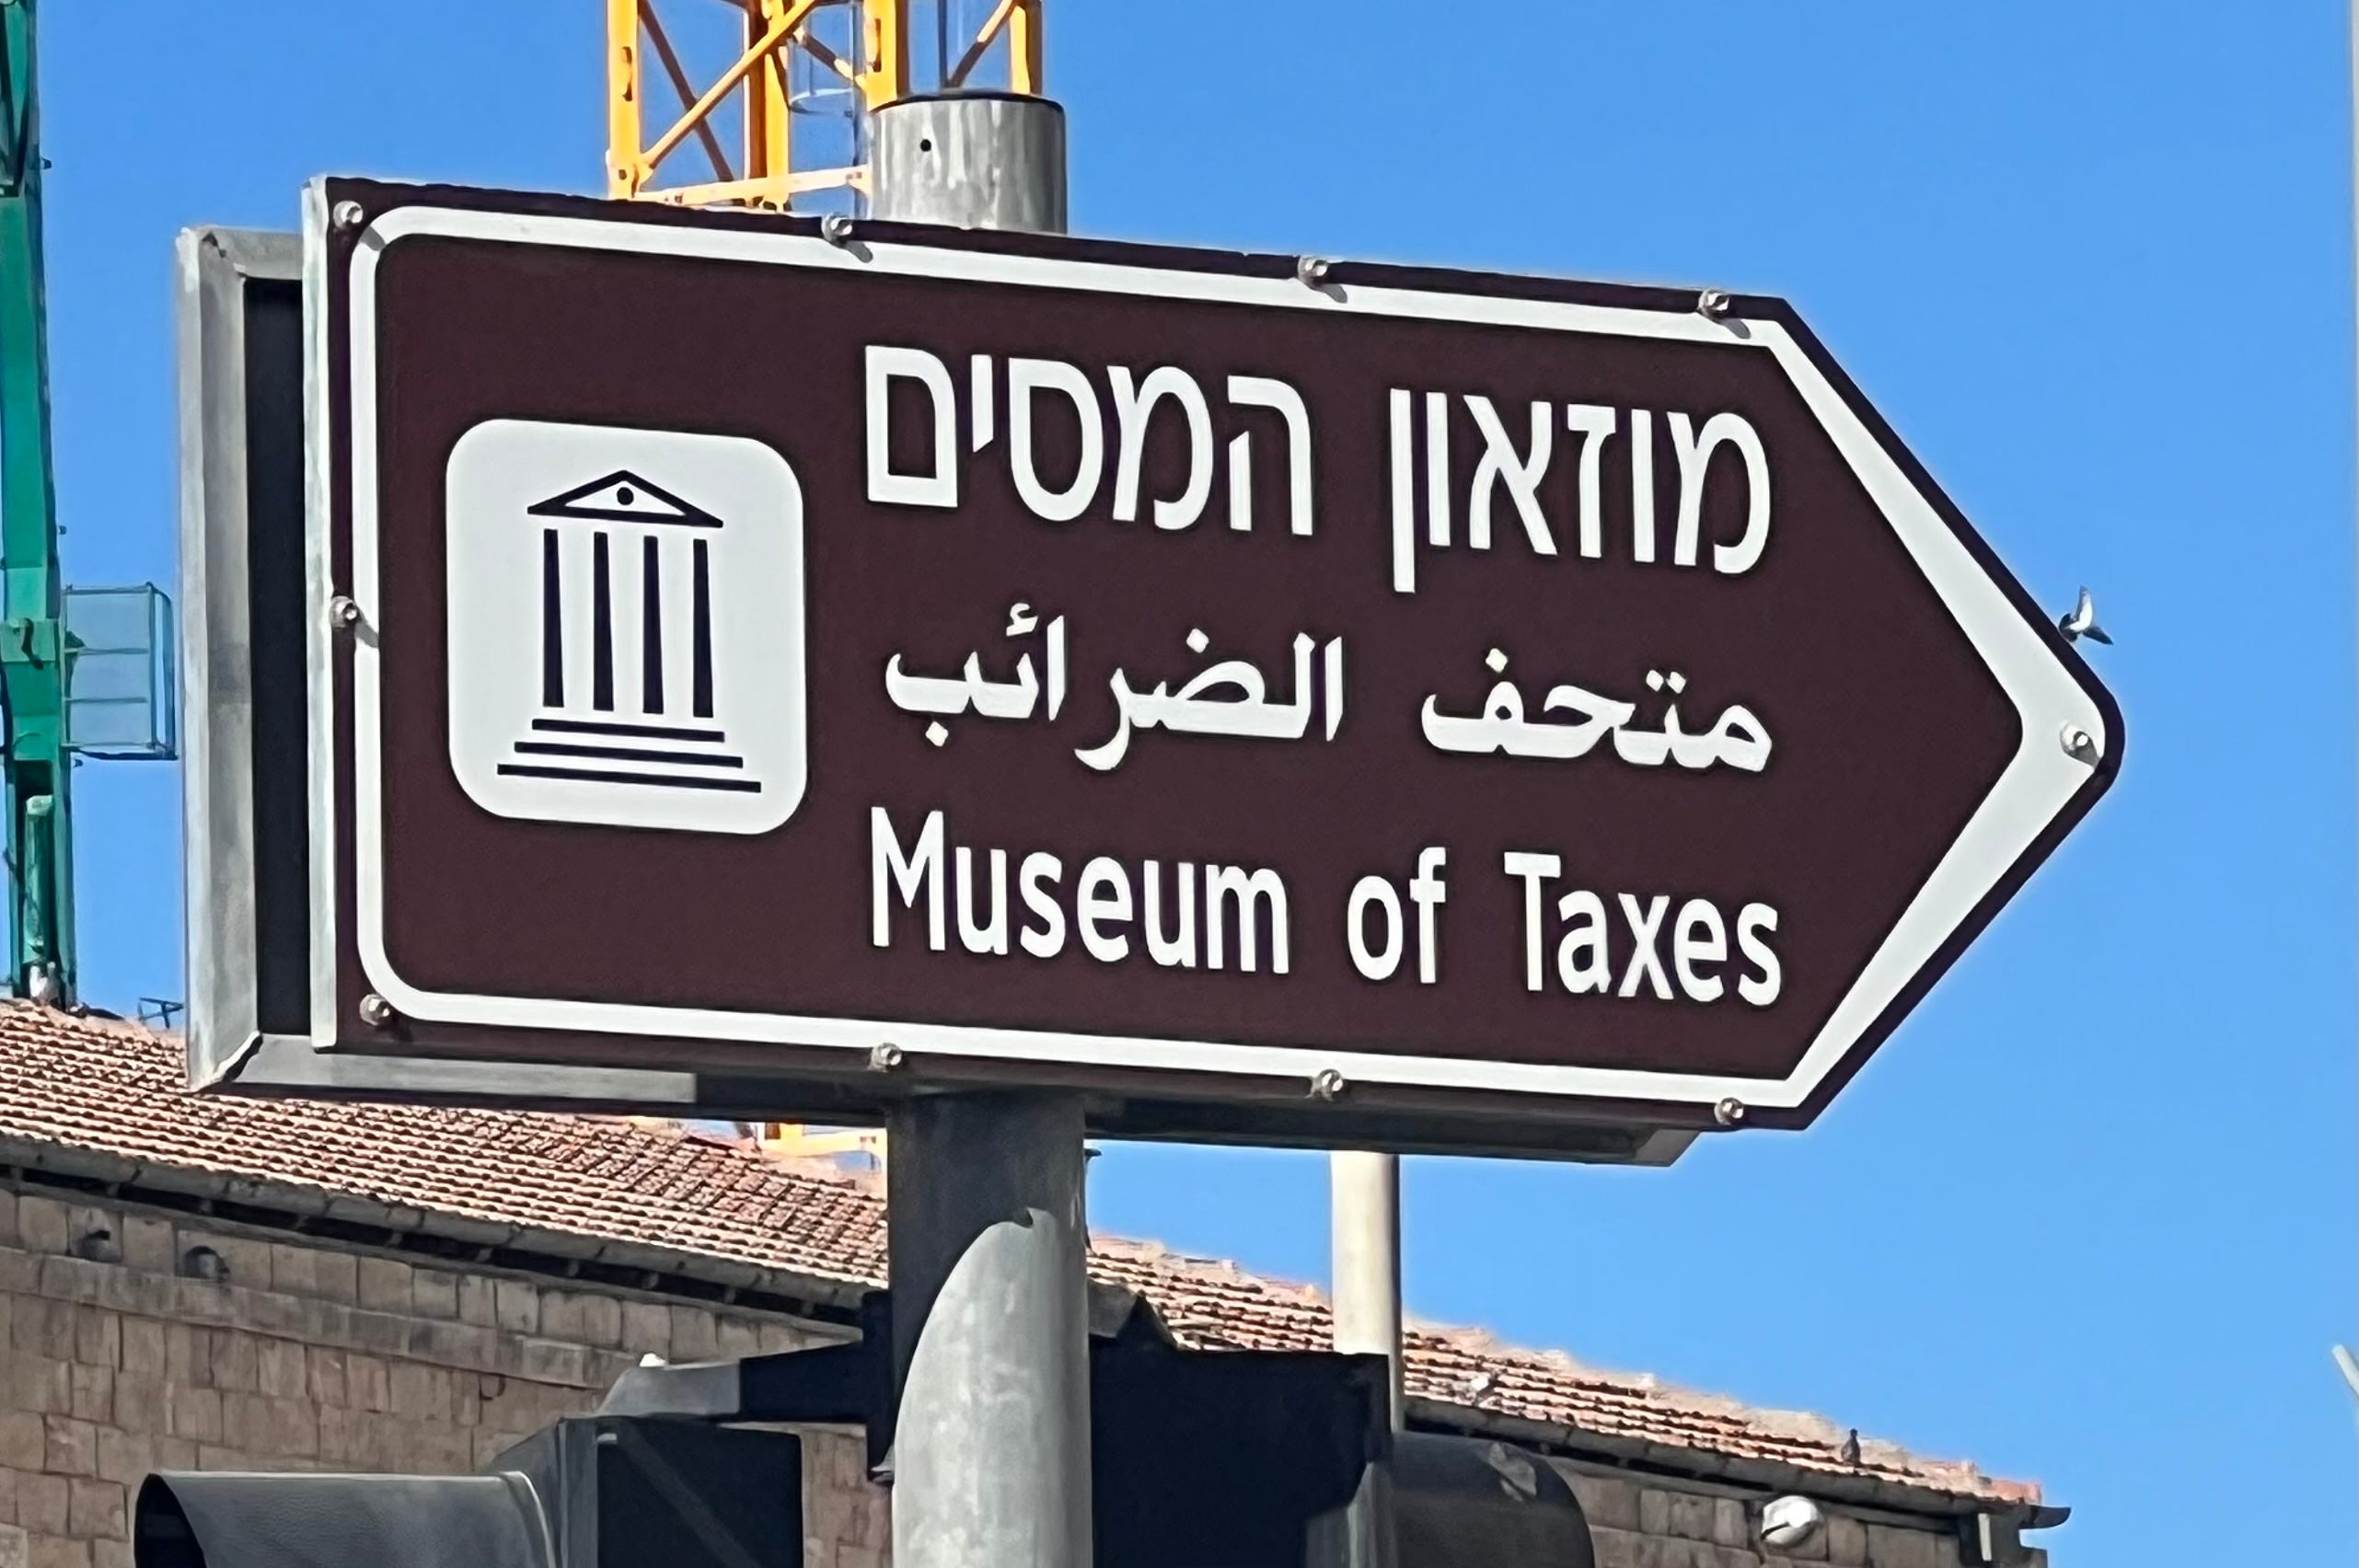 מוזאון המסים
متحف الضرائب
Museum of Taxes